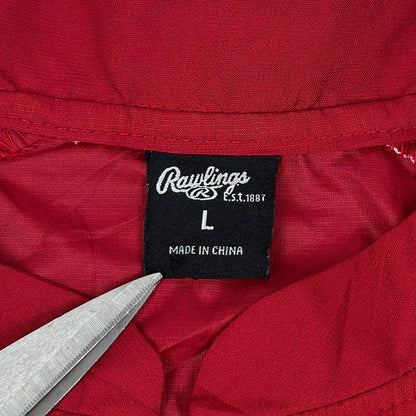 Rawlings
R
E.S.T.1887
L
MADE IN CHINA